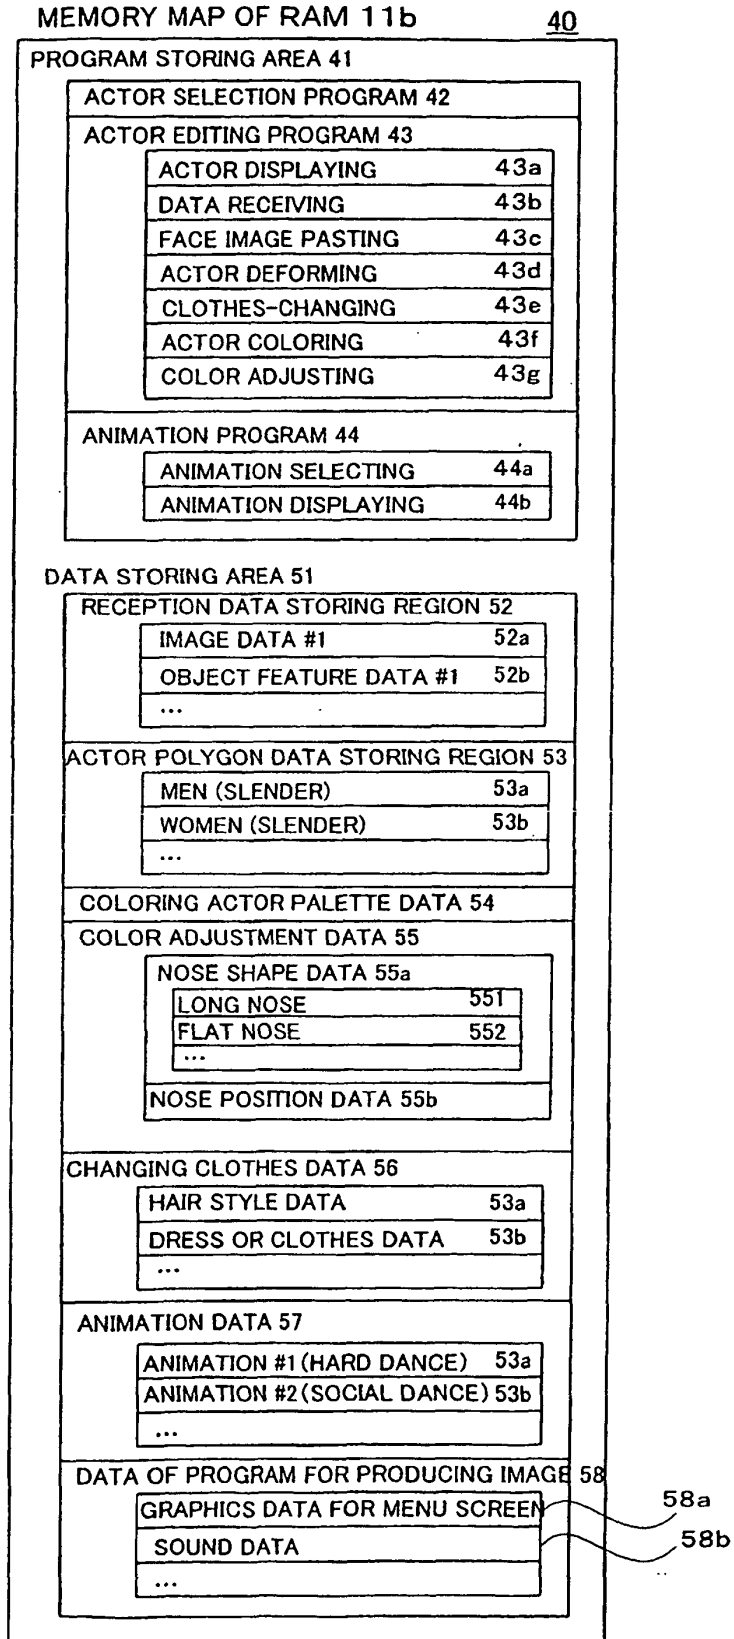 MEMORY MAP OF RAM 11b 40
PROGRAM STORING AREA 41
ACTOR SELECTION PROGRAM 42
ACTOR EDITING PROGRAM 43
ACTOR DISPLAYING 43a
DATA RECEIVING 43b
FACE IMAGE PASTING 43c
ACTOR DEFORMING 43d
CLOTHES-CHANGING 43e
ACTOR COLORING 43f
COLOR ADJUSTING 43g
ANIMATION PROGRAM 44
ANIMATION SELECTING 44a
ANIMATION DISPLAYING 44b
DATA STORING AREA 51
RECEPTION DATA STORING REGION 52
IMAGE DATA #1 52a
OBJECT FEATURE DATA #1 52b
...
ACTOR POLYGON DATA STORING REGION 53
MEN (SLENDER) 53a
WOMEN (SLENDER) 53b
...
COLORING ACTOR PALETTE DATA 54
COLOR ADJUSTMENT DATA 55
NOSE SHAPE DATA 55a
LONG NOSE 551
FLAT NOSE 552
...
NOSE POSITION DATA 55b
CHANGING CLOTHES DATA 56
HAIR STYLE DATA 53a
DRESS OR CLOTHES DATA 53b
...
ANIMATION DATA 57
ANIMATION #1 (HARD DANCE) 53a
ANIMATION #2 (SOCIAL DANCE) 53b
...
DATA OF PROGRAM FOR PRODUCING IMAGE 58
GRAPHICS DATA FOR MENU SCREEN 58a
SOUND DATA 58b
...